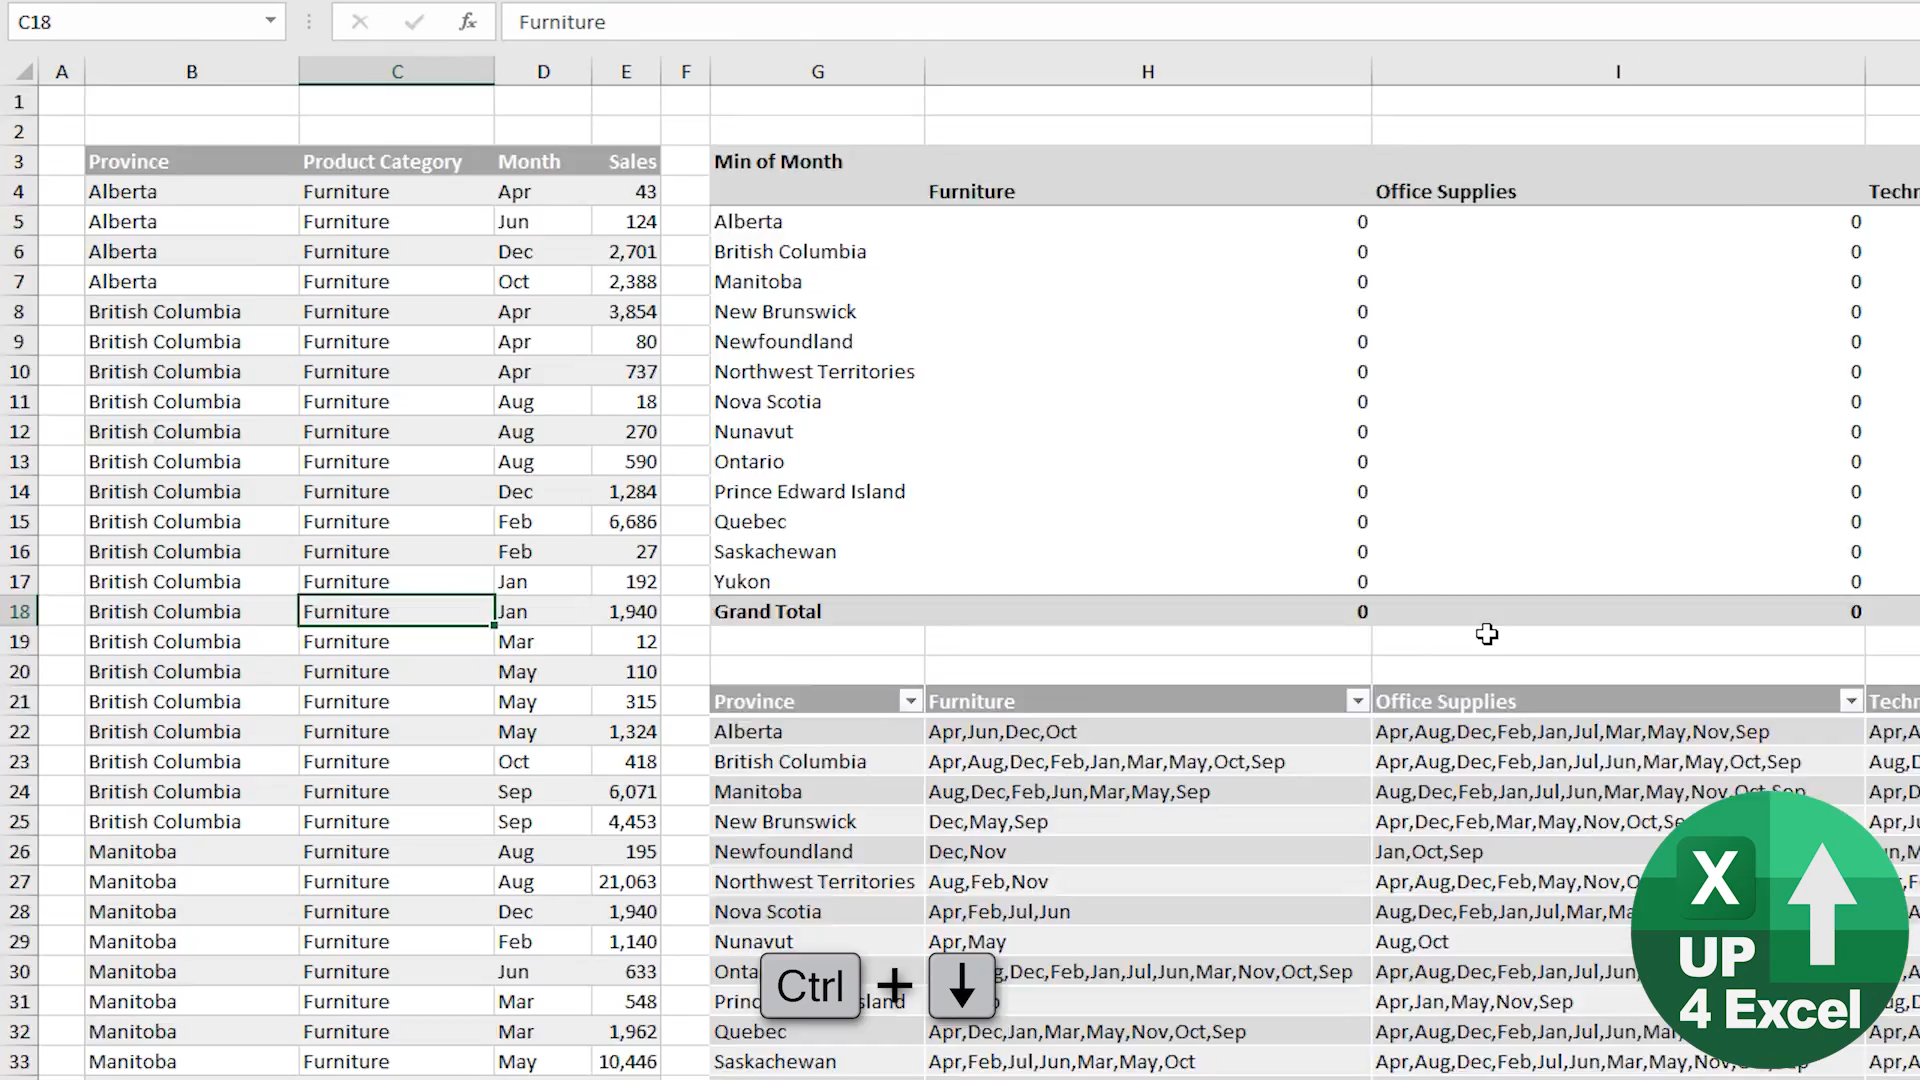 C18 fx Furniture
A B C D E F G H I
1
2
3 Province Product Category Month Sales Min of Month
4 Alberta Furniture Apr 43 Furniture Office Supplies Techn
5 Alberta Furniture Jun 124 Alberta 0 0
6 Alberta Furniture Dec 2,701 British Columbia 0 0
7 Alberta Furniture Oct 2,388 Manitoba 0 0
8 British Columbia Furniture Apr 3,854 New Brunswick 0 0
9 British Columbia Furniture Apr 80 Newfoundland 0 0
10 British Columbia Furniture Apr 737 Northwest Territories 0 0
11 British Columbia Furniture Aug 18 Nova Scotia 0 0
12 British Columbia Furniture Aug 270 Nunavut 0 0
13 British Columbia Furniture Aug 590 Ontario 0 0
14 British Columbia Furniture Dec 1,284 Prince Edward Island 0 0
15 British Columbia Furniture Feb 6,686 Quebec 0 0
16 British Columbia Furniture Feb 27 Saskachewan 0 0
17 British Columbia Furniture Jan 192 Yukon 0 0
18 British Columbia Furniture Jan 1,940 Grand Total 0 0
19 British Columbia Furniture Mar 12
20 British Columbia Furniture May 110
21 British Columbia Furniture May 315 Province Furniture Office Supplies Techn
22 British Columbia Furniture May 1,324 Alberta Apr,Jun,Dec,Oct Apr,Aug,Dec,Feb,Jan,Jul,Mar,May,Nov,Sep Apr,A
23 British Columbia Furniture Oct 418 British Columbia Apr,Aug,Dec,Feb,Jan,Mar,May,Oct,Sep Apr,Aug,Dec,Feb,Jan,Jul,Jun,Mar,May,Oct,Sep Aug,D
24 British Columbia Furniture Sep 6,071 Manitoba Aug,Dec,Feb,Jun,Mar,May,Sep Aug,Dec,Feb,Jan,Jul,Jun,Mar,May,Nov,Oct,Sep Apr,D
25 British Columbia Furniture Sep 4,453 New Brunswick Dec,May,Sep Apr,Dec,Feb,Mar,May,Nov,Oct,Se Apr,Ju
26 Manitoba Furniture Aug 195 Newfoundland Dec,Nov Jan,Oct,Sep
27 Manitoba Furniture Aug 21,063 Northwest Territories Aug,Feb,Nov Apr,Aug,Dec,Feb,May,Nov,O
28 Manitoba Furniture Dec 1,940 Nova Scotia Apr,Feb,Jul,Jun Aug,Dec,Feb,Jan,Jul,Mar,Ma
29 Manitoba Furniture Feb 1,140 Nunavut Apr,May Aug,Oct
30 Manitoba Furniture Jun 633 Onta g,Dec,Feb,Jan,Jul,Jun,Mar,Nov,Oct,Sep Apr,Aug,Dec,Feb,Jan,Jul,Jun,
31 Manitoba Furniture Mar 548 Princ sland Apr,Jan,May,Nov,Sep
32 Manitoba Furniture Mar 1,962 Quebec Apr,Dec,Jan,Mar,May,Nov,Oct,Sep Apr,Aug,Dec,Feb,Jan,Jul,Jun,Ma Apr,A
33 Manitoba Furniture May 10,446 Saskachewan Apr,Feb,Jul,Jun,Mar,May,Oct Apr,Aug,Dec,Feb,Jul,Jun,Mar,May,Nov Apr,A
Ctrl + ↓
X
UP
4 Excel